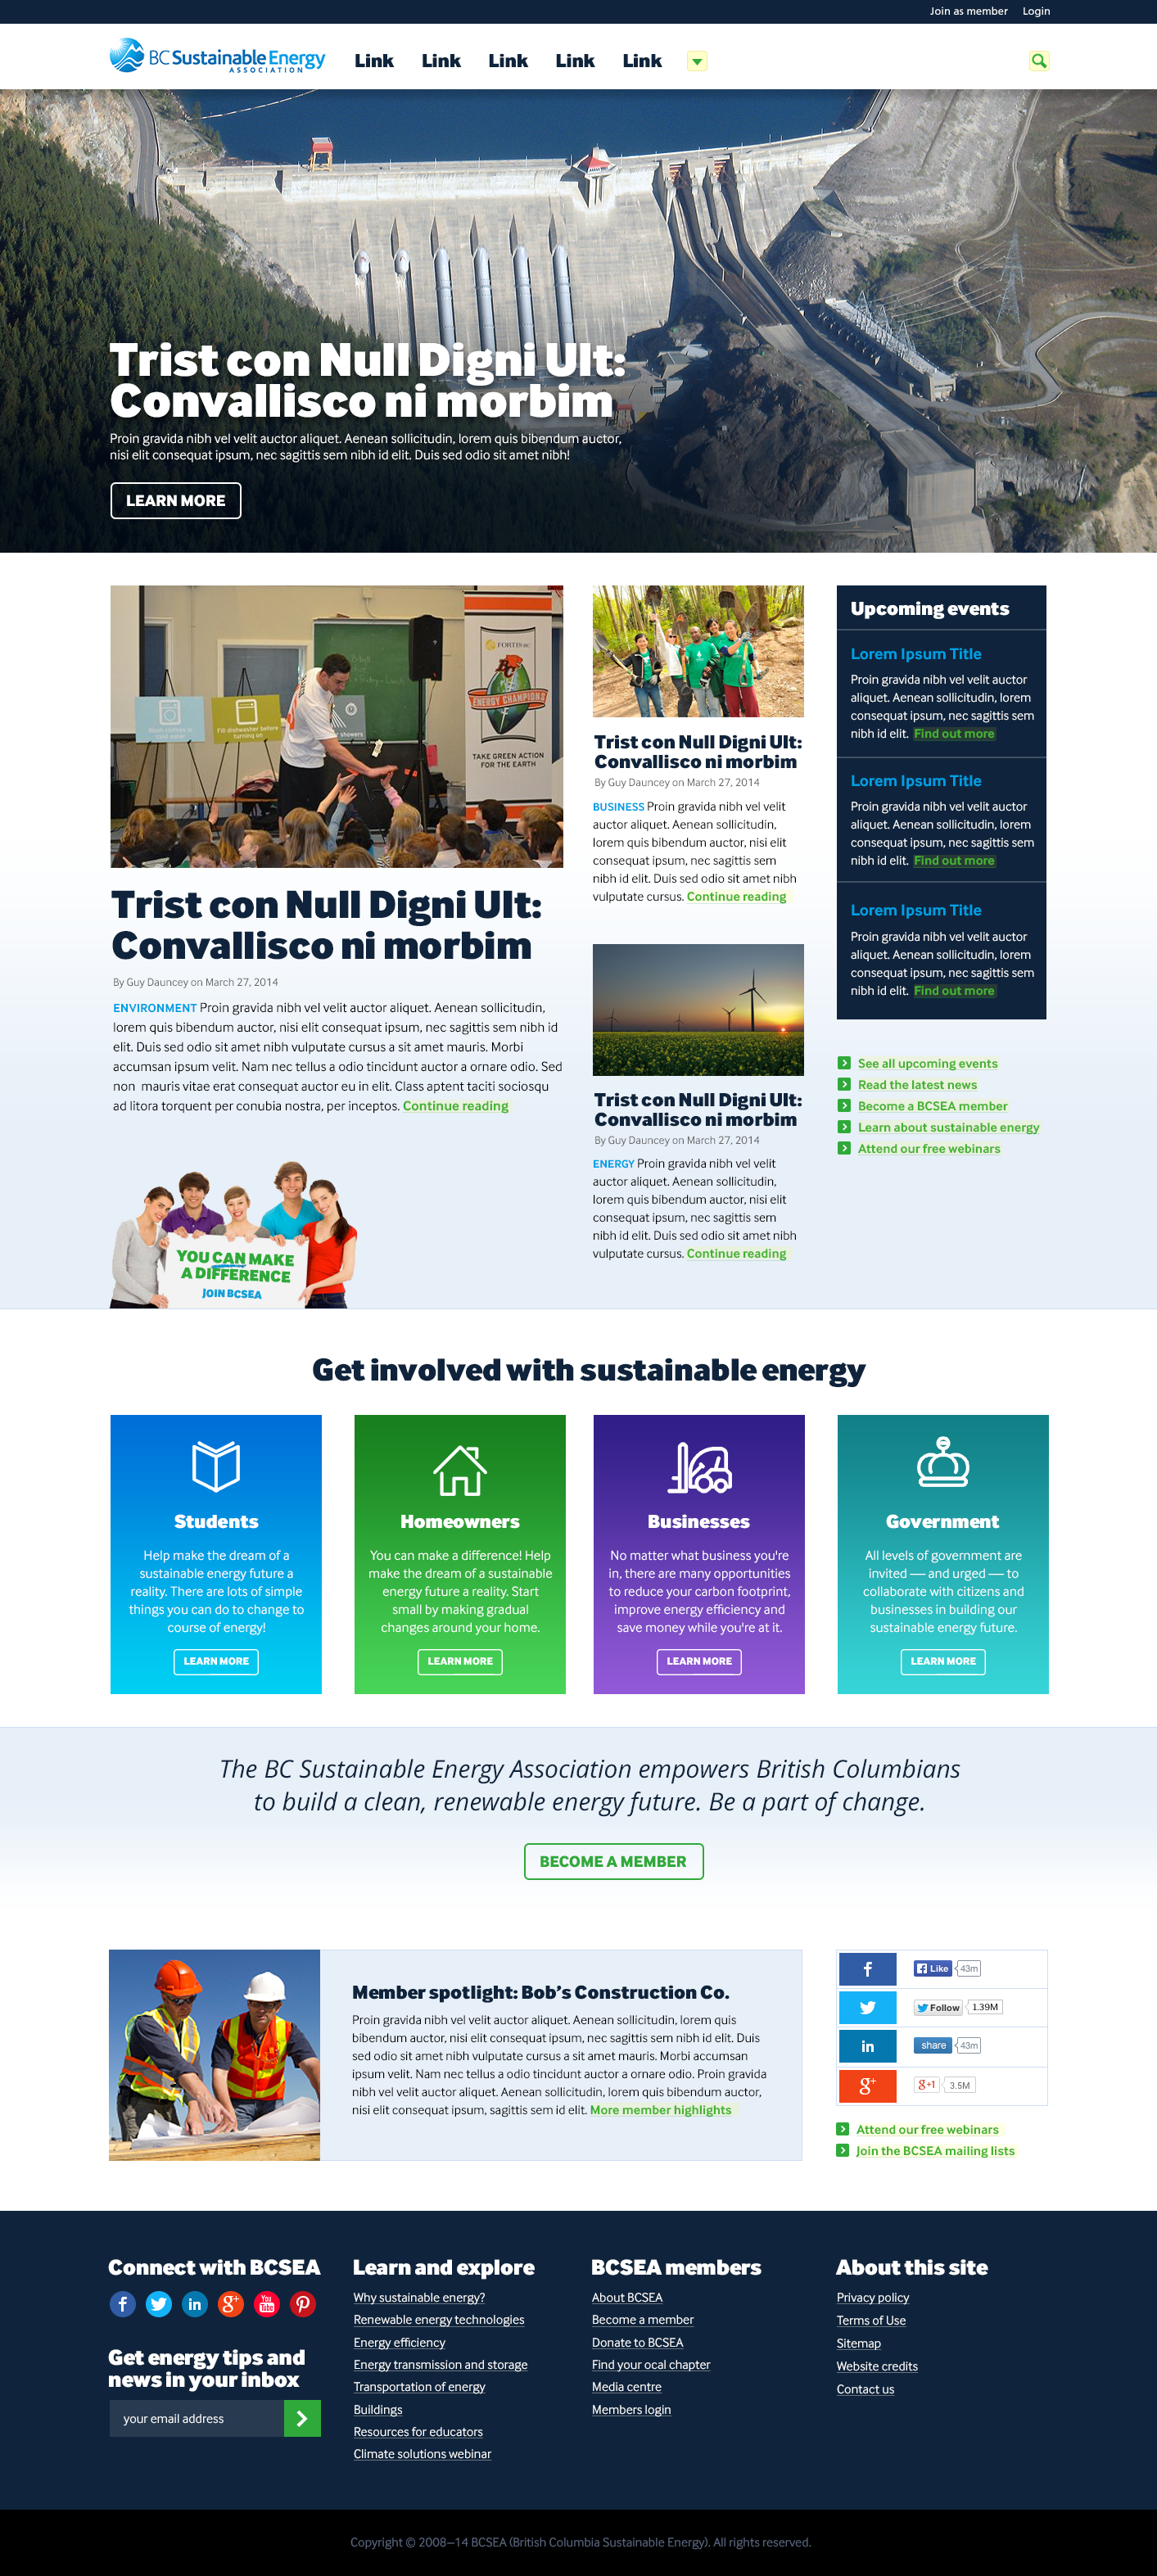 Join as member Login
BC Sustainable Energy
ASSOCIATION
Link Link Link Link Link
Trist con Null Digni Ult:
Convallisco ni morbim
Proin gravida nibh vel velit auctor aliquet. Aenean sollicitudin, lorem quis bibendum auctor,
nisi elit consequat ipsum, nec sagittis sem nibh id elit. Duis sed odio sit amet nibh!
LEARN MORE
FORTIS BC
BC
ENERGY CHAMPIONS
TAKE GREEN ACTION
FOR THE EARTH
Fill dishwasher before
turning on
Trist con Null Digni Ult:
Convallisco ni morbim
By Guy Dauncey on March 27, 2014
ENVIRONMENT Proin gravida nibh vel velit auctor aliquet. Aenean sollicitudin,
lorem quis bibendum auctor, nisi elit consequat ipsum, nec sagittis sem nibh id
elit. Duis sed odio sit amet nibh vulputate cursus a sit amet mauris. Morbi
accumsan ipsum velit. Nam nec tellus a odio tincidunt auctor a ornare odio. Sed
non mauris vitae erat consequat auctor eu in elit. Class aptent taciti sociosqu
ad litora torquent per conubia nostra, per inceptos. Continue reading
YOU CAN MAKE
A DIFFERENCE
JOIN BCSEA
Trist con Null Digni Ult:
Convallisco ni morbim
By Guy Dauncey on March 27, 2014
BUSINESS Proin gravida nibh vel velit
auctor aliquet. Aenean sollicitudin,
lorem quis bibendum auctor, nisi elit
consequat ipsum, nec sagittis sem
nibh id elit. Duis sed odio sit amet nibh
vulputate cursus. Continue reading
Trist con Null Digni Ult:
Convallisco ni morbim
By Guy Dauncey on March 27, 2014
ENERGY Proin gravida nibh vel velit
auctor aliquet. Aenean sollicitudin,
lorem quis bibendum auctor, nisi elit
consequat ipsum, nec sagittis sem
nibh id elit. Duis sed odio sit amet nibh
vulputate cursus. Continue reading
Upcoming events
Lorem Ipsum Title
Proin gravida nibh vel velit auctor
aliquet. Aenean sollicitudin, lorem
consequat ipsum, nec sagittis sem
nibh id elit. Find out more
Lorem Ipsum Title
Proin gravida nibh vel velit auctor
aliquet. Aenean sollicitudin, lorem
consequat ipsum, nec sagittis sem
nibh id elit. Find out more
Lorem Ipsum Title
Proin gravida nibh vel velit auctor
aliquet. Aenean sollicitudin, lorem
consequat ipsum, nec sagittis sem
nibh id elit. Find out more
See all upcoming events
Read the latest news
Become a BCSEA member
Learn about sustainable energy
Attend our free webinars
Get involved with sustainable energy
Students
Help make the dream of a
sustainable energy future a
reality. There are lots of simple
things you can do to change to
course of energy!
LEARN MORE
Homeowners
You can make a difference! Help
make the dream of a sustainable
energy future a reality. Start
small by making gradual
changes around your home.
LEARN MORE
Businesses
No matter what business you're
in, there are many opportunities
to reduce your carbon footprint,
improve energy efficiency and
save money while you're at it.
LEARN MORE
Government
All levels of government are
invited — and urged — to
collaborate with citizens and
businesses in building our
sustainable energy future.
LEARN MORE
The BC Sustainable Energy Association empowers British Columbians
to build a clean, renewable energy future. Be a part of change.
BECOME A MEMBER
Member spotlight: Bob's Construction Co.
Proin gravida nibh vel velit auctor aliquet. Aenean sollicitudin, lorem quis
bibendum auctor, nisi elit consequat ipsum, nec sagittis sem nibh id elit. Duis
sed odio sit amet nibh vulputate cursus a sit amet mauris. Morbi accumsan
ipsum velit. Nam nec tellus a odio tincidunt auctor a ornare odio. Proin gravida
nibh vel velit auctor aliquet. Aenean sollicitudin, lorem quis bibendum auctor,
nisi elit consequat ipsum, sagittis sem id elit. More member highlights
f Like 43m
Follow 1.39M
in share 43m
g+ g+1 3.5M
Attend our free webinars
Join the BCSEA mailing lists
Connect with BCSEA
f in g+ You Tube
Get energy tips and
news in your inbox
your email address
Learn and explore
Why sustainable energy?
Renewable energy technologies
Energy efficiency
Energy transmission and storage
Transportation of energy
Buildings
Resources for educators
Climate solutions webinar
BCSEA members
About BCSEA
Become a member
Donate to BCSEA
Find your ocal chapter
Media centre
Members login
About this site
Privacy policy
Terms of Use
Sitemap
Website credits
Contact us
Copyright © 2008–14 BCSEA (British Columbia Sustainable Energy). All rights reserved.